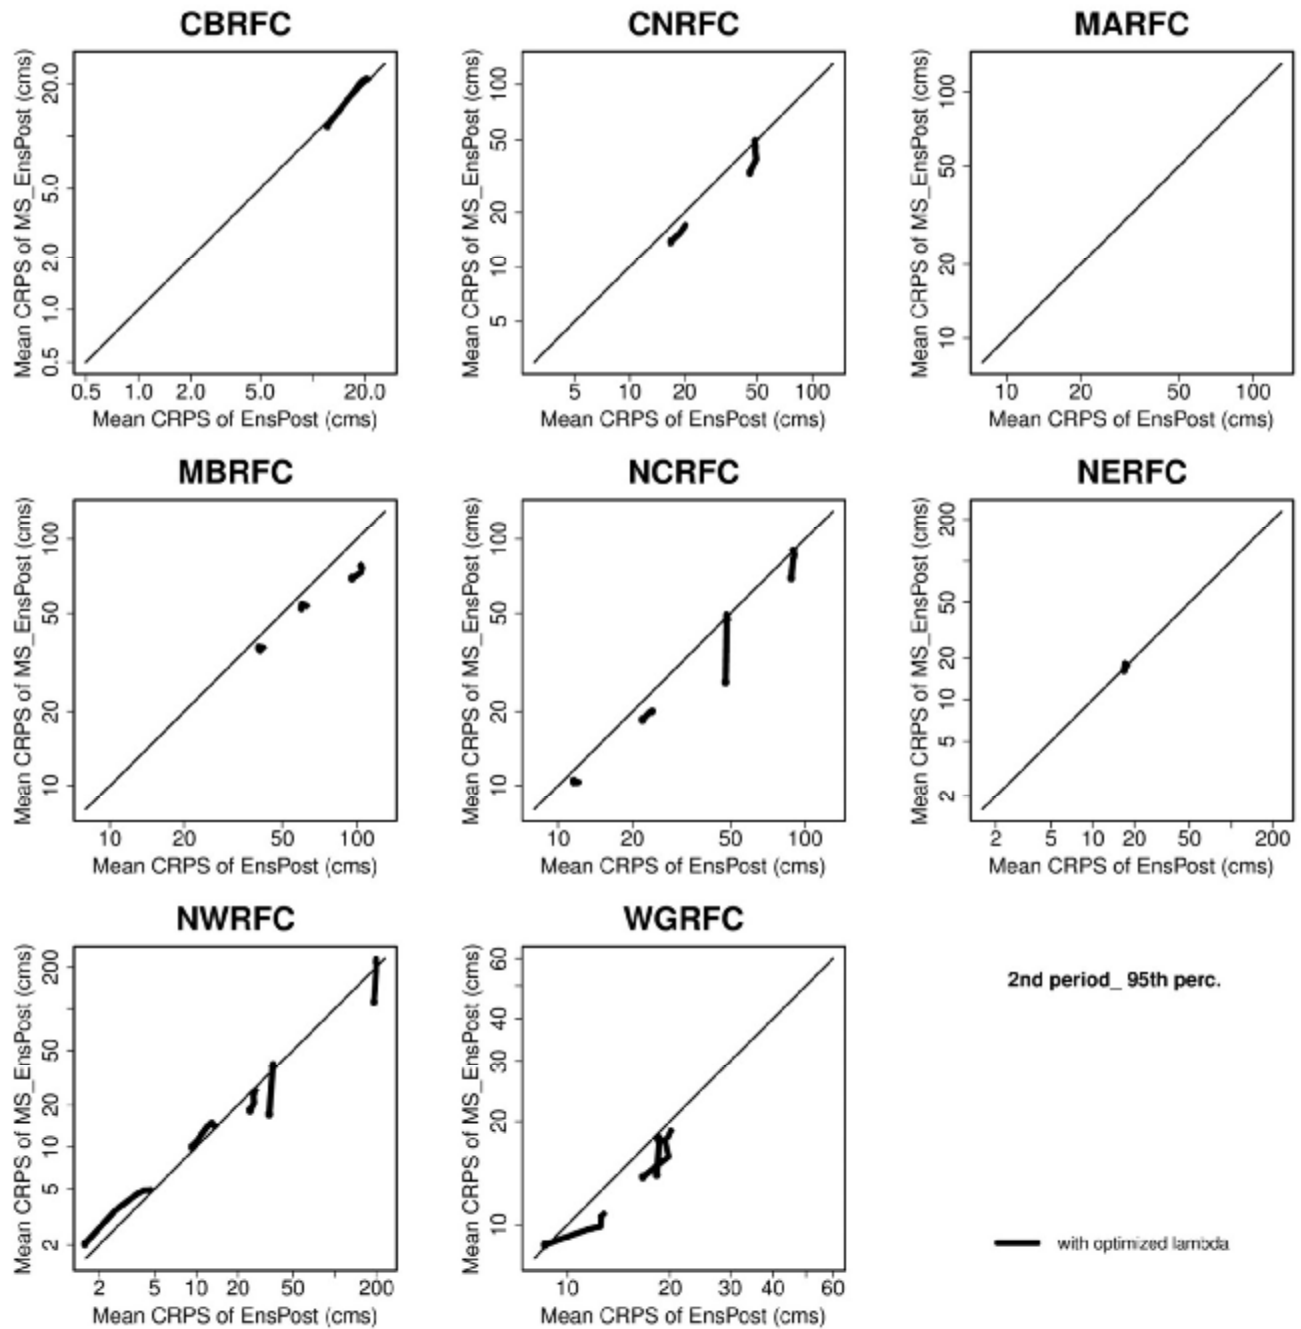 CBRFC
CNRFC
MARFC
Mean CRPS of MS_EnsPost (cms)
20.0
5.0
2.0
1.0
0.5
0.5 1.0 2.0 5.0 20.0
Mean CRPS of EnsPost (cms)
Mean CRPS of MS_EnsPost (cms)
100
50
20
10
5
5 10 20 50 100
Mean CRPS of EnsPost (cms)
Mean CRPS of MS_EnsPost (cms)
100
50
20
10
10 20 50 100
Mean CRPS of EnsPost (cms)
MBRFC
NCRFC
NERFC
Mean CRPS of MS_EnsPost (cms)
100
50
20
10
10 20 50 100
Mean CRPS of EnsPost (cms)
Mean CRPS of MS_EnsPost (cms)
100
50
20
10
10 20 50 100
Mean CRPS of EnsPost (cms)
Mean CRPS of MS_EnsPost (cms)
200
50
20
10
5
2
2 5 10 20 50 200
Mean CRPS of EnsPost (cms)
NWRFC
WGRFC
Mean CRPS of MS_EnsPost (cms)
200
50
20
10
5
2
2 5 10 20 50 200
Mean CRPS of EnsPost (cms)
Mean CRPS of MS_EnsPost (cms)
60
40
30
20
10
10 20 30 40 60
Mean CRPS of EnsPost (cms)
2nd period_ 95th perc.
with optimized lambda